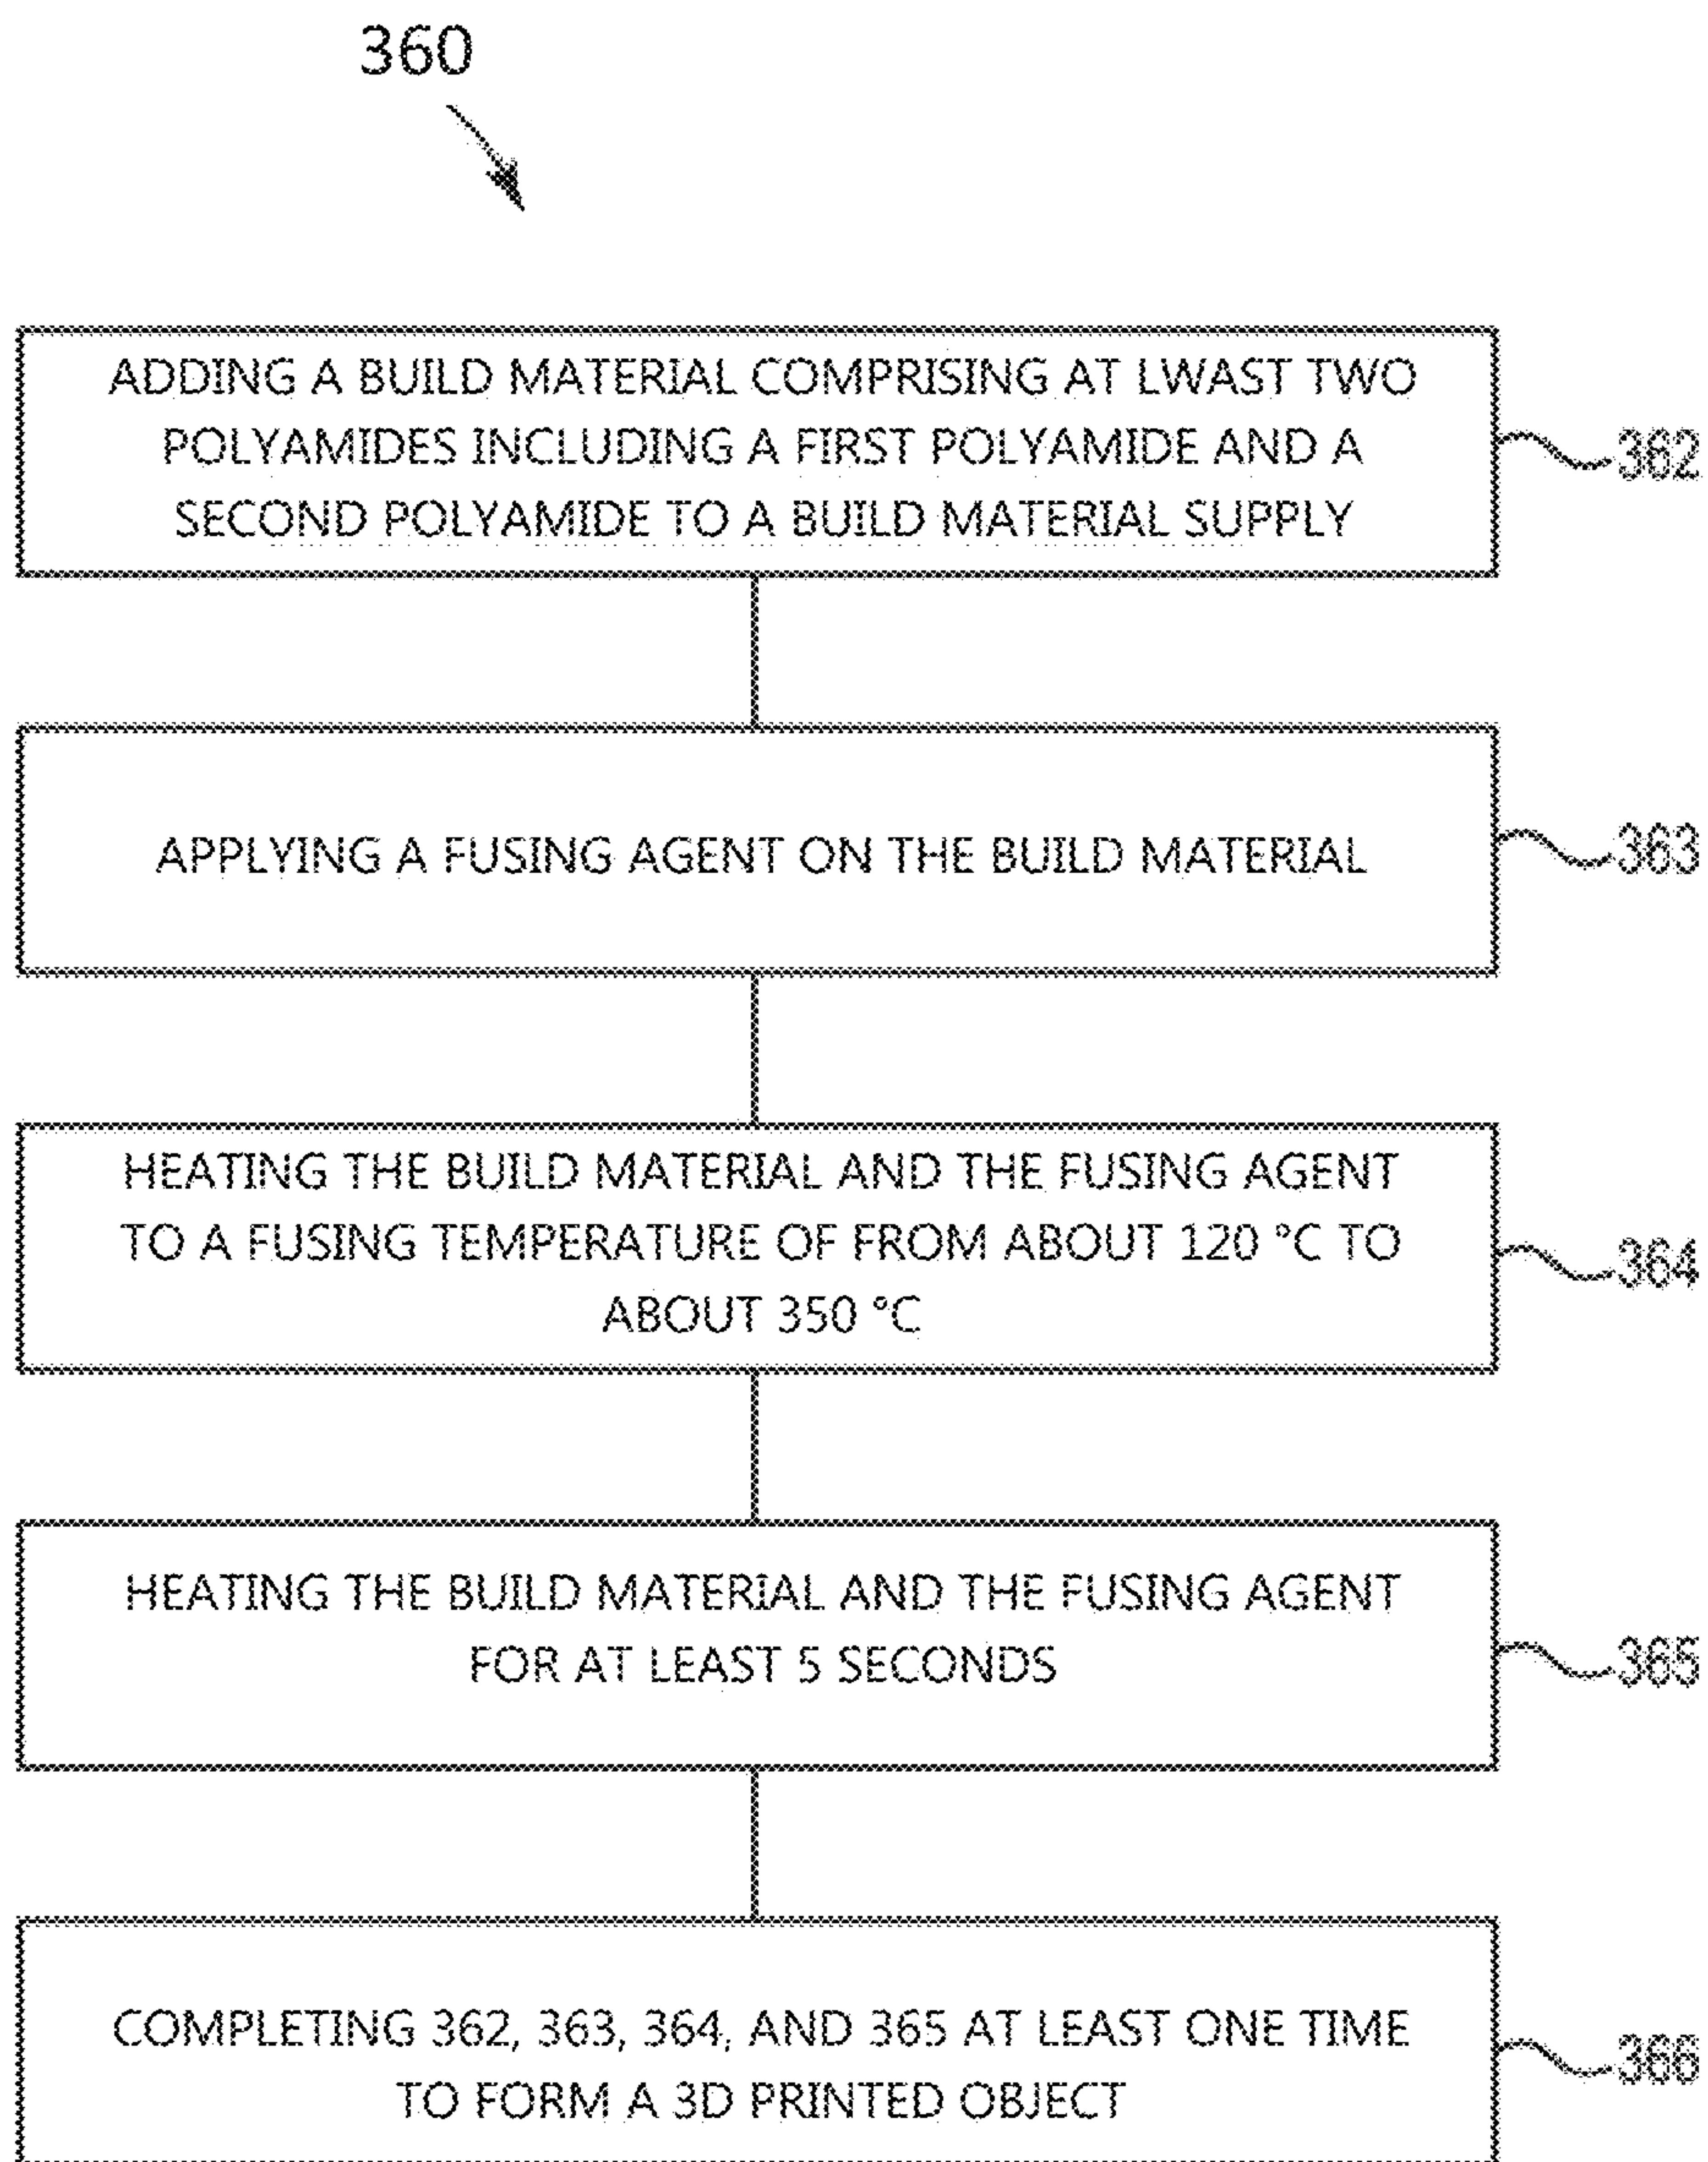 360
ADDING A BUILD MATERIAL COMPRISING AT LWAST TWO
POLYAMIDES INCLUDING A FIRST POLYAMIDE AND A
SECOND POLYAMIDE TO A BUILD MATERIAL SUPPLY
362
APPLYING A FUSING AGENT ON THE BUILD MATERIAL
363
HEATING THE BUILD MATERIAL AND THE FUSING AGENT
TO A FUSING TEMPERATURE OF FROM ABOUT 120 °C TO
ABOUT 350 °C
364
HEATING THE BUILD MATERIAL AND THE FUSING AGENT
FOR AT LEAST 5 SECONDS
365
COMPLETING 362, 363, 364, AND 365 AT LEAST ONE TIME
TO FORM A 3D PRINTED OBJECT
366